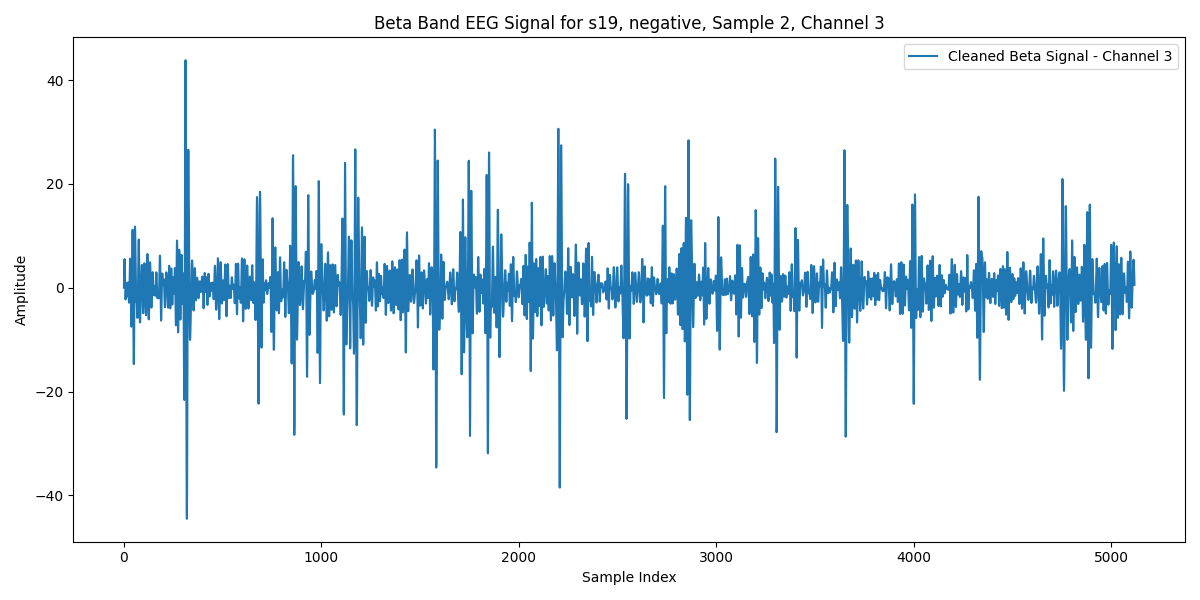 Beta Band EEG Signal for s19, negative, Sample 2, Channel 3
Cleaned Beta Signal - Channel 3
Amplitude
40
20
0
−20
−40
0 1000 2000 3000 4000 5000
Sample Index